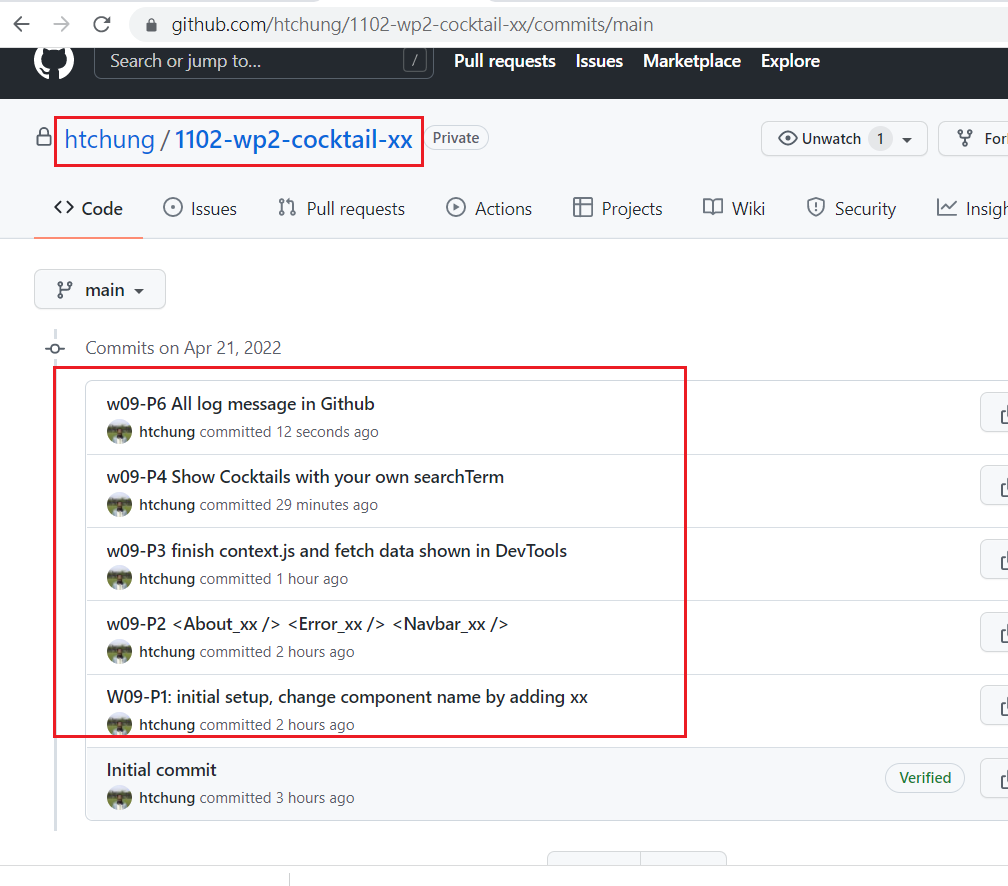 github.com/htchung/1102-wp2-cocktail-xx/commits/main
Search or jump to... / Pull requests Issues Marketplace Explore
htchung / 1102-wp2-cocktail-xx Private Unwatch 1 For
Code Issues Pull requests Actions Projects Wiki Security Insigh
main
Commits on Apr 21, 2022
w09-P6 All log message in Github
htchung committed 12 seconds ago
w09-P4 Show Cocktails with your own searchTerm
htchung committed 29 minutes ago
w09-P3 finish context.js and fetch data shown in DevTools
htchung committed 1 hour ago
w09-P2 <About_xx /> <Error_xx /> <Navbar_xx />
htchung committed 2 hours ago
W09-P1: initial setup, change component name by adding xx
htchung committed 2 hours ago
Initial commit
Verified
htchung committed 3 hours ago